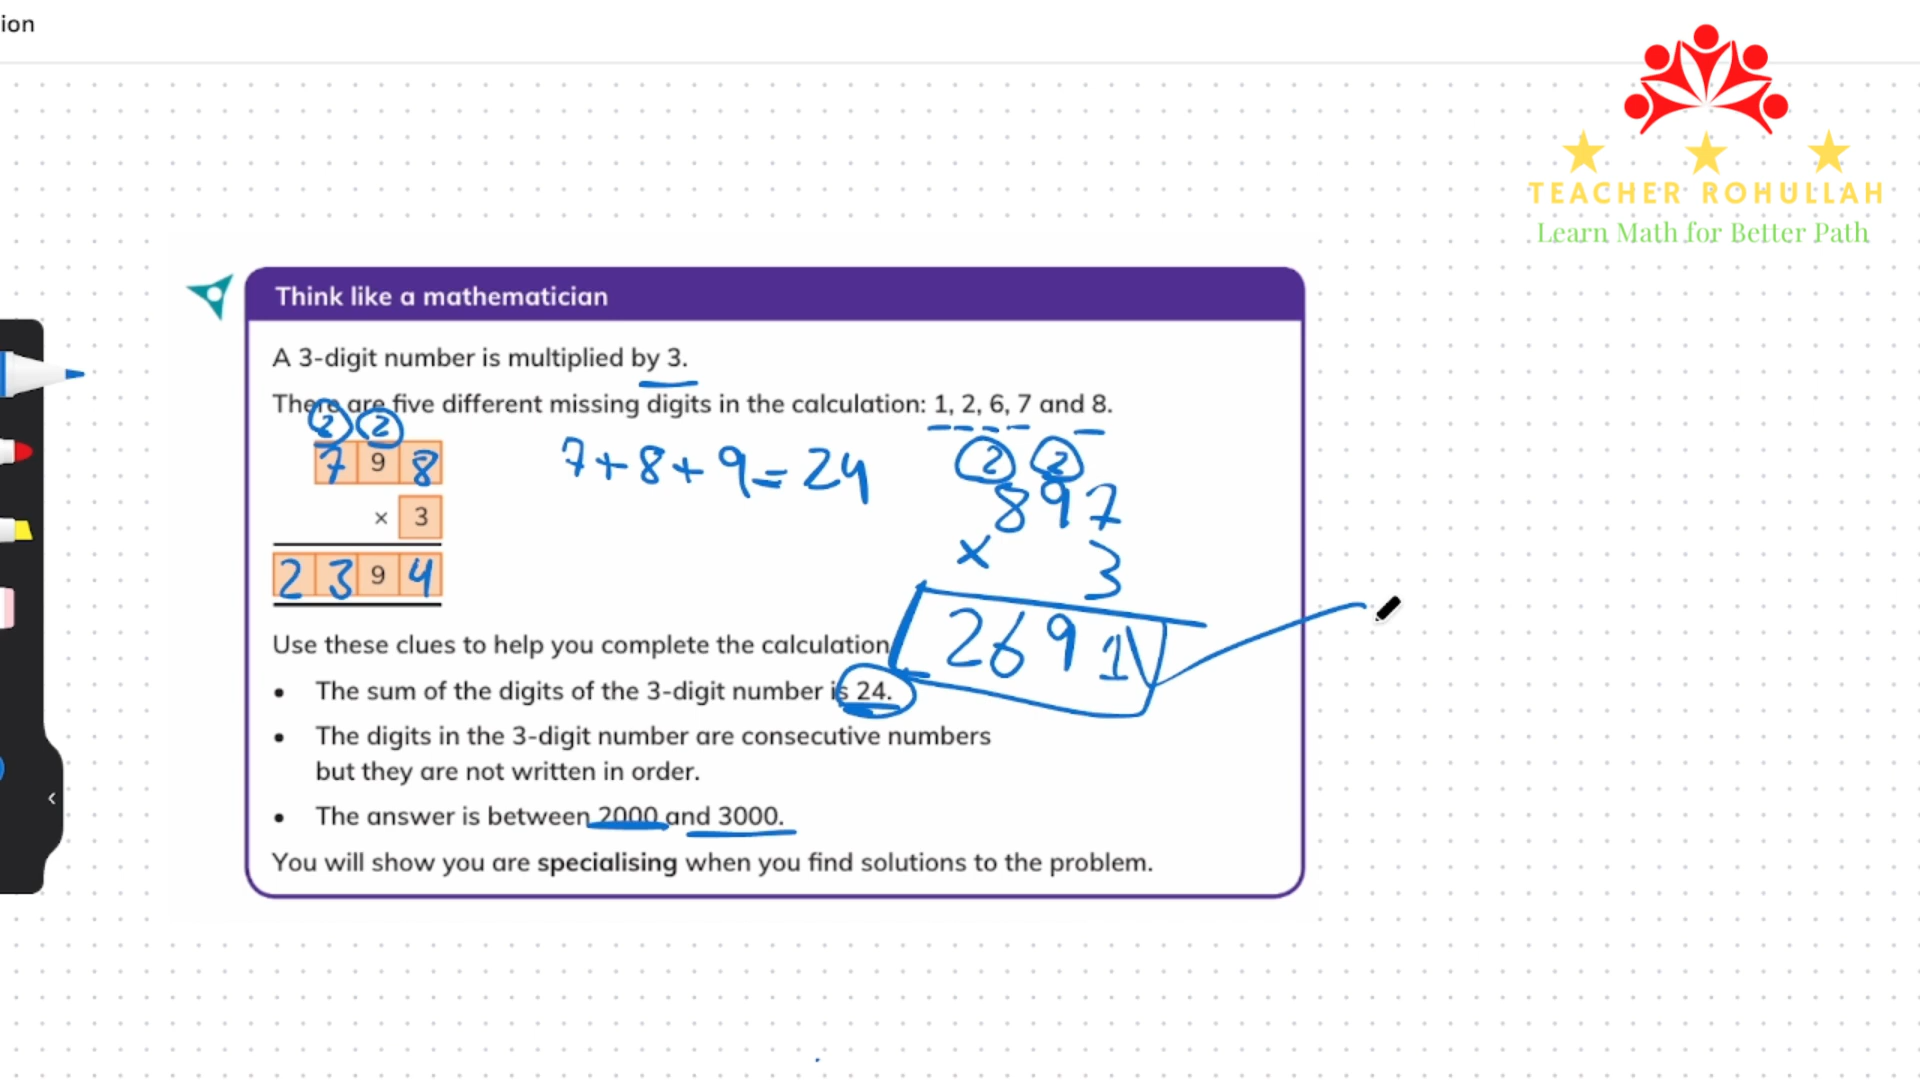 ion
TEACHER ROHULLAH
Learn Math for Better Path
Think like a mathematician
A 3-digit number is multiplied by 3.
There are five different missing digits in the calculation: 1, 2, 6, 7 and 8.
2 2
7 9 8
× 3
2 3 9 4
7+8+9=24
2 2
897
× 3
2691
Use these clues to help you complete the calculation
• The sum of the digits of the 3-digit number is 24.
• The digits in the 3-digit number are consecutive numbers
but they are not written in order.
• The answer is between 2000 and 3000.
You will show you are specialising when you find solutions to the problem.